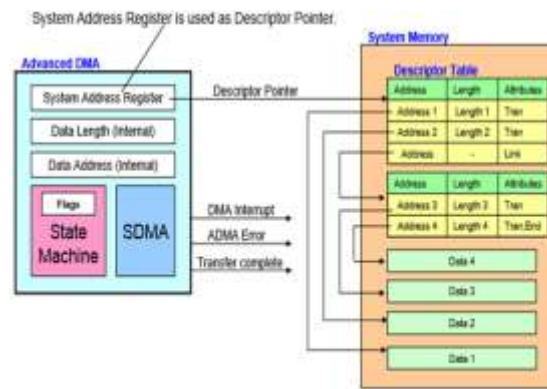 System Address Register is used as Descriptor Pointer.
Advanced DMA
System Address Register
Data Length (Internal)
Data Address (Internal)
Flags
State
Machine
SDMA
Descriptor Pointer
DMA Interrupt
ADMA Error
Transfer complete
System Memory
Descriptor Table
Address Length Attributes
Address 1 Length 1 Tran
Address 2 Length 2 Tran
Address - Link
Address Length Attributes
Address 3 Length 3 Tran
Address 4 Length 4 Tran,End
Data 4
Data 3
Data 2
Data 1